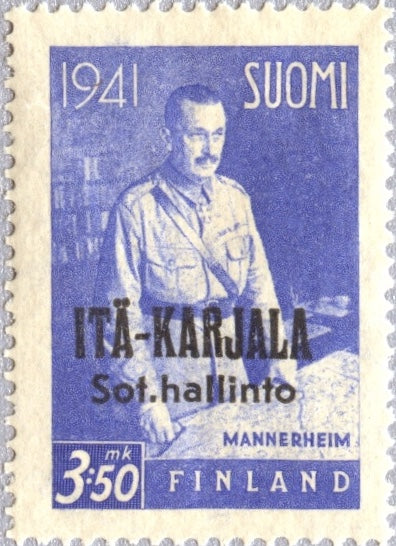 1941 SUOMI
ITÄ-KARJALA
Sot.hallinto
MANNERHEIM
3:50 mk FINLAND